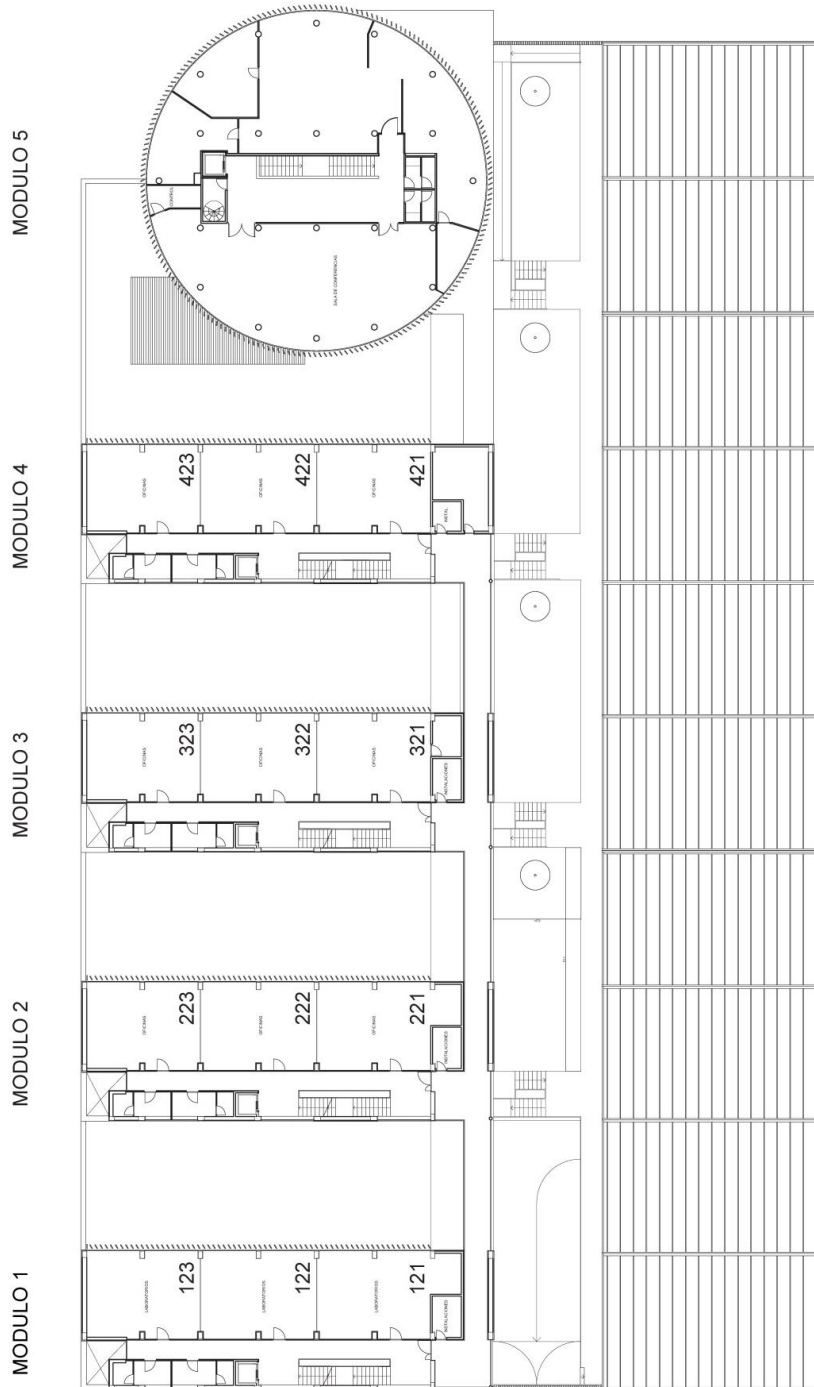 MODULO 5
CONTROL
SALA DE CONFERENCIAS
MODULO 4
OFICINAS
423
OFICINAS
422
OFICINAS
421
INSTAL
MODULO 3
OFICINAS
323
OFICINAS
322
OFICINAS
321
INSTALACIONES
MODULO 2
OFICINAS
223
OFICINAS
222
OFICINAS
221
INSTALACIONES
MODULO 1
LABORATORIOS
123
LABORATORIOS
122
LABORATORIOS
121
INSTALACIONES